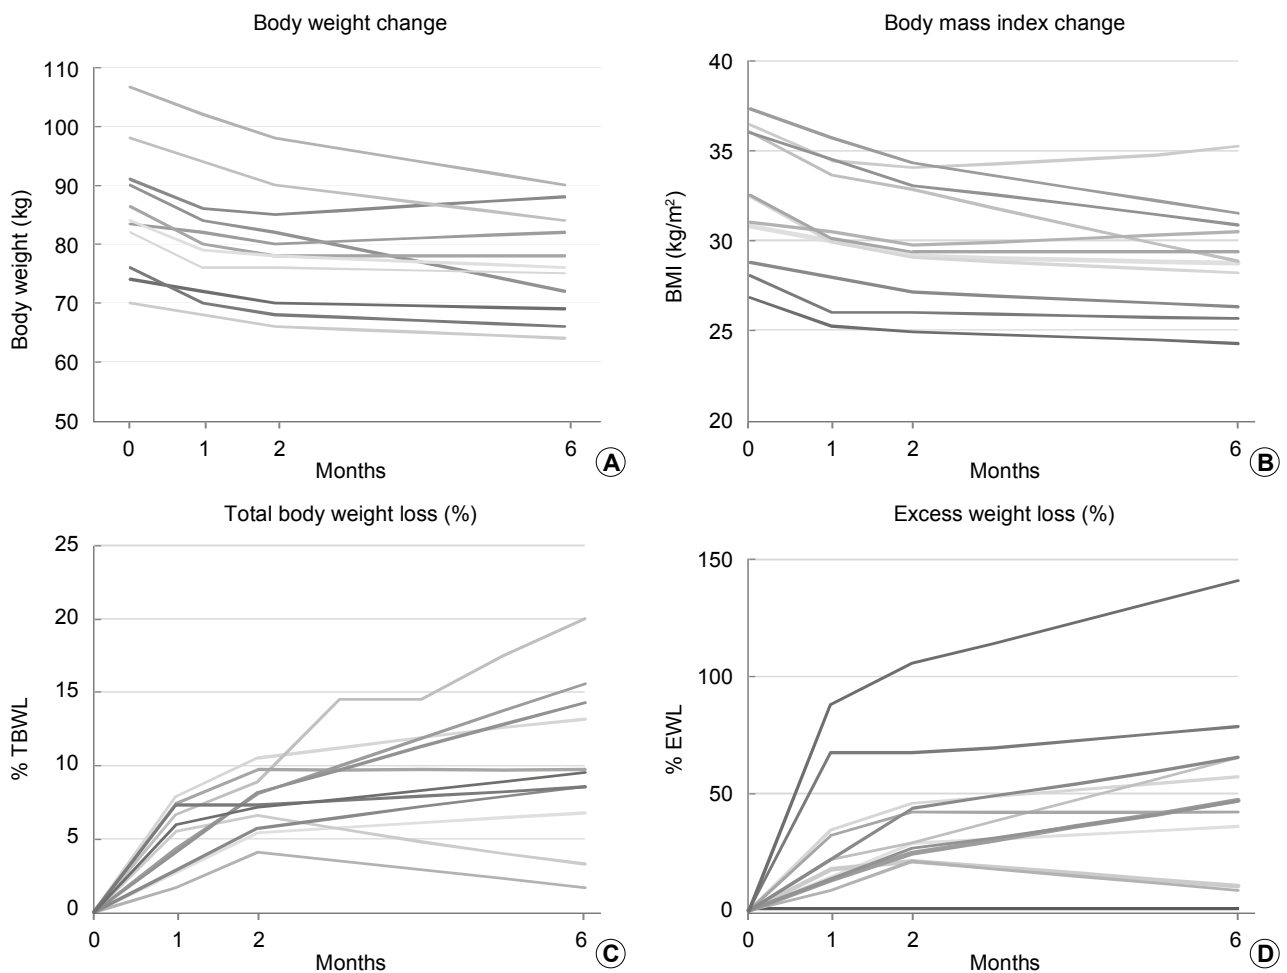 Body weight change
110
100
90
80
70
60
50
Body weight (kg)
0 1 2 6
Months
A
Body mass index change
40
35
30
25
20
BMI (kg/m²)
0 1 2 6
Months
B
Total body weight loss (%)
25
20
15
10
5
0
% TBWL
0 1 2 6
Months
C
Excess weight loss (%)
150
100
50
0
% EWL
0 1 2 6
Months
D